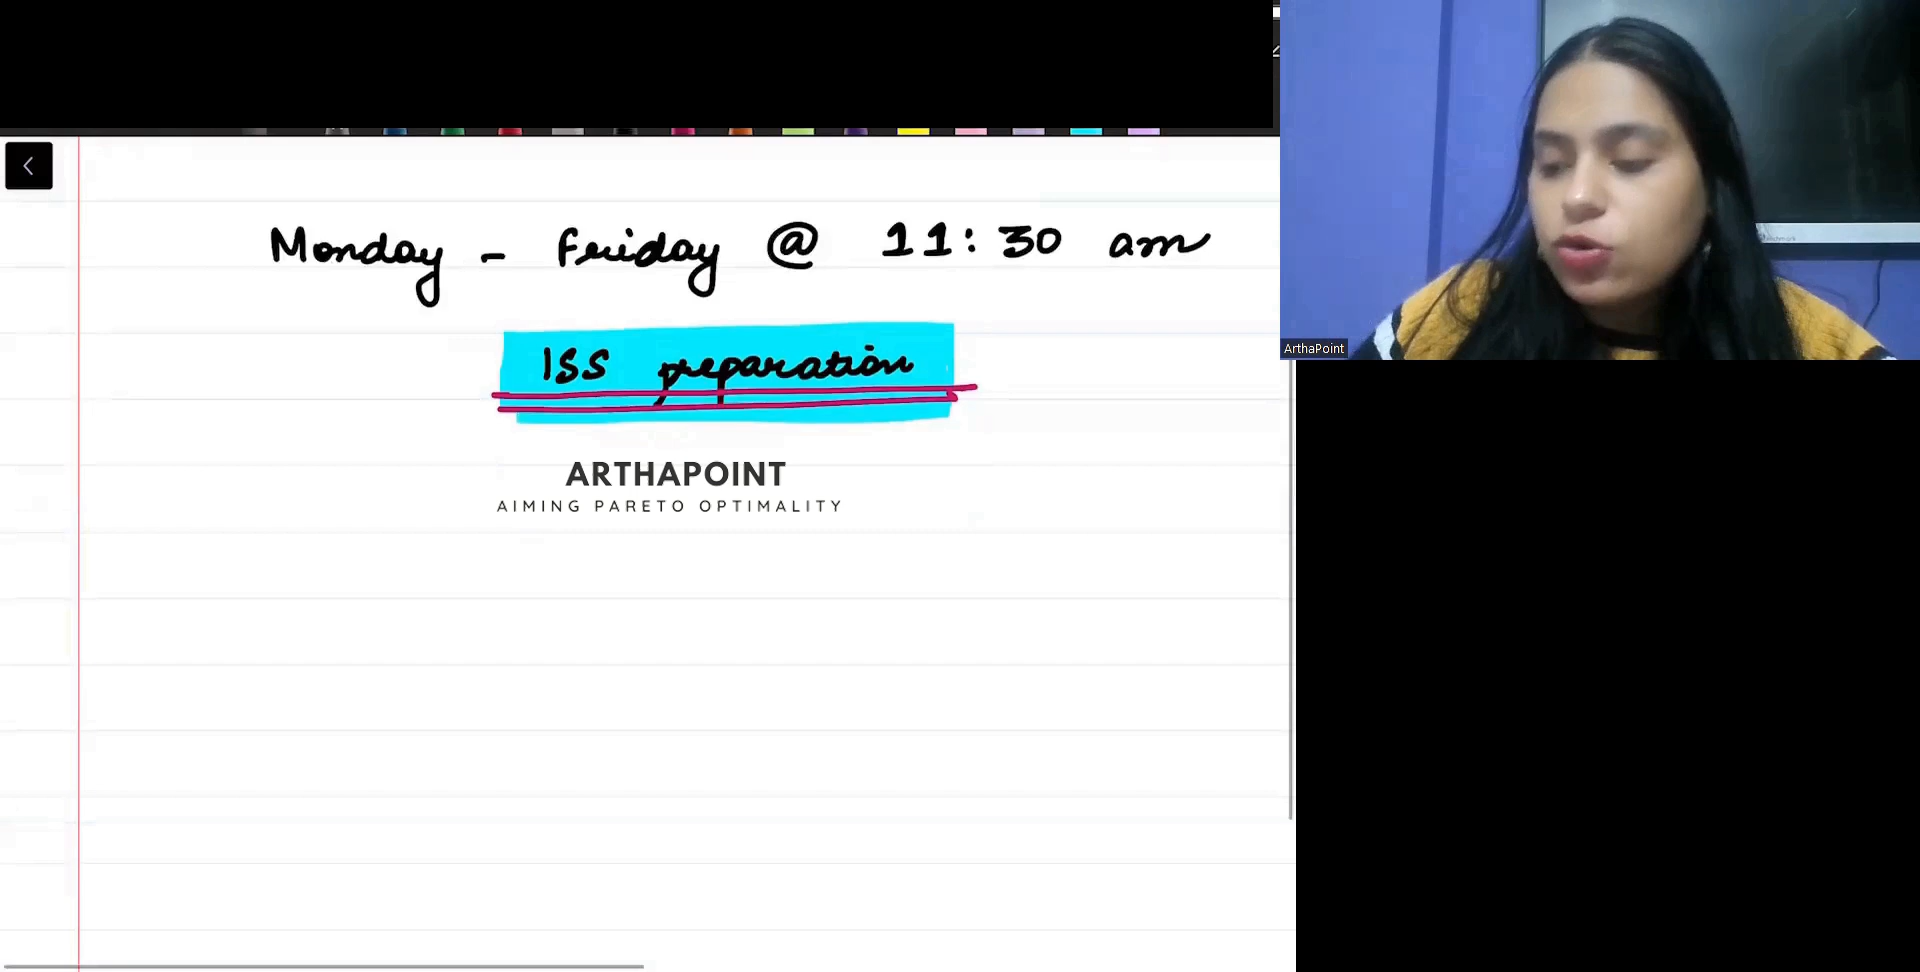 Monday - Friday @ 11:30 am
ISS preparation
ARTHAPOINT
AIMING PARETO OPTIMALITY
ArthaPoint